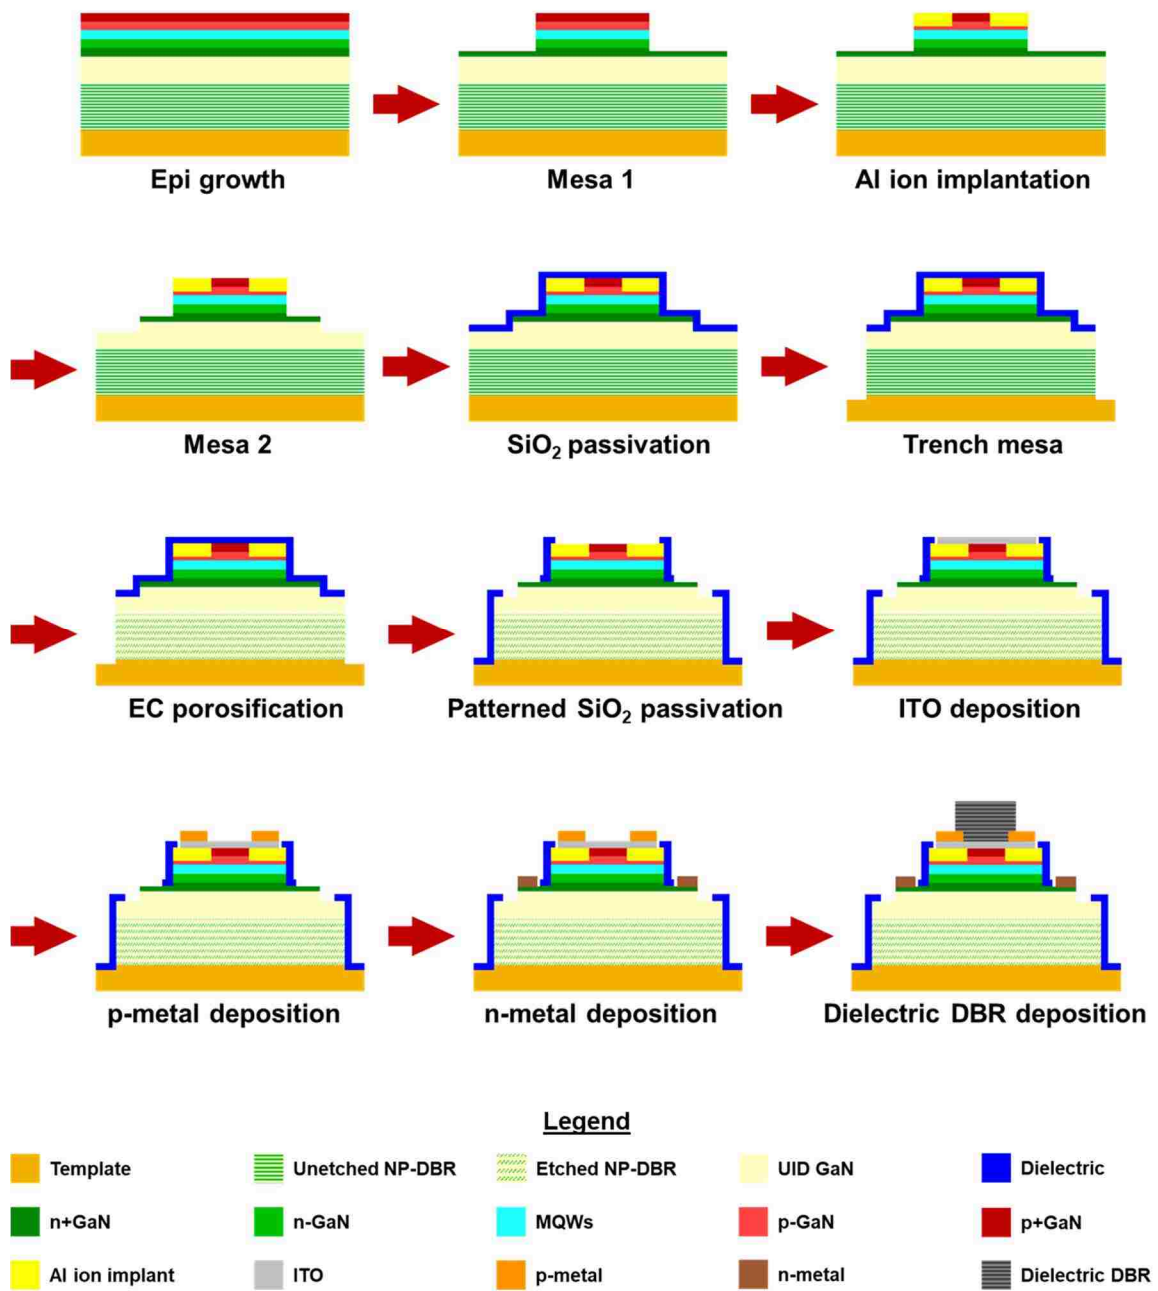 Epi growth
Mesa 1
Al ion implantation
Mesa 2
SiO₂ passivation
Trench mesa
EC porosification
Patterned SiO₂ passivation
ITO deposition
p-metal deposition
n-metal deposition
Dielectric DBR deposition
Legend
Template
Unetched NP-DBR
Etched NP-DBR
UID GaN
Dielectric
n+GaN
n-GaN
MQWs
p-GaN
p+GaN
Al ion implant
ITO
p-metal
n-metal
Dielectric DBR